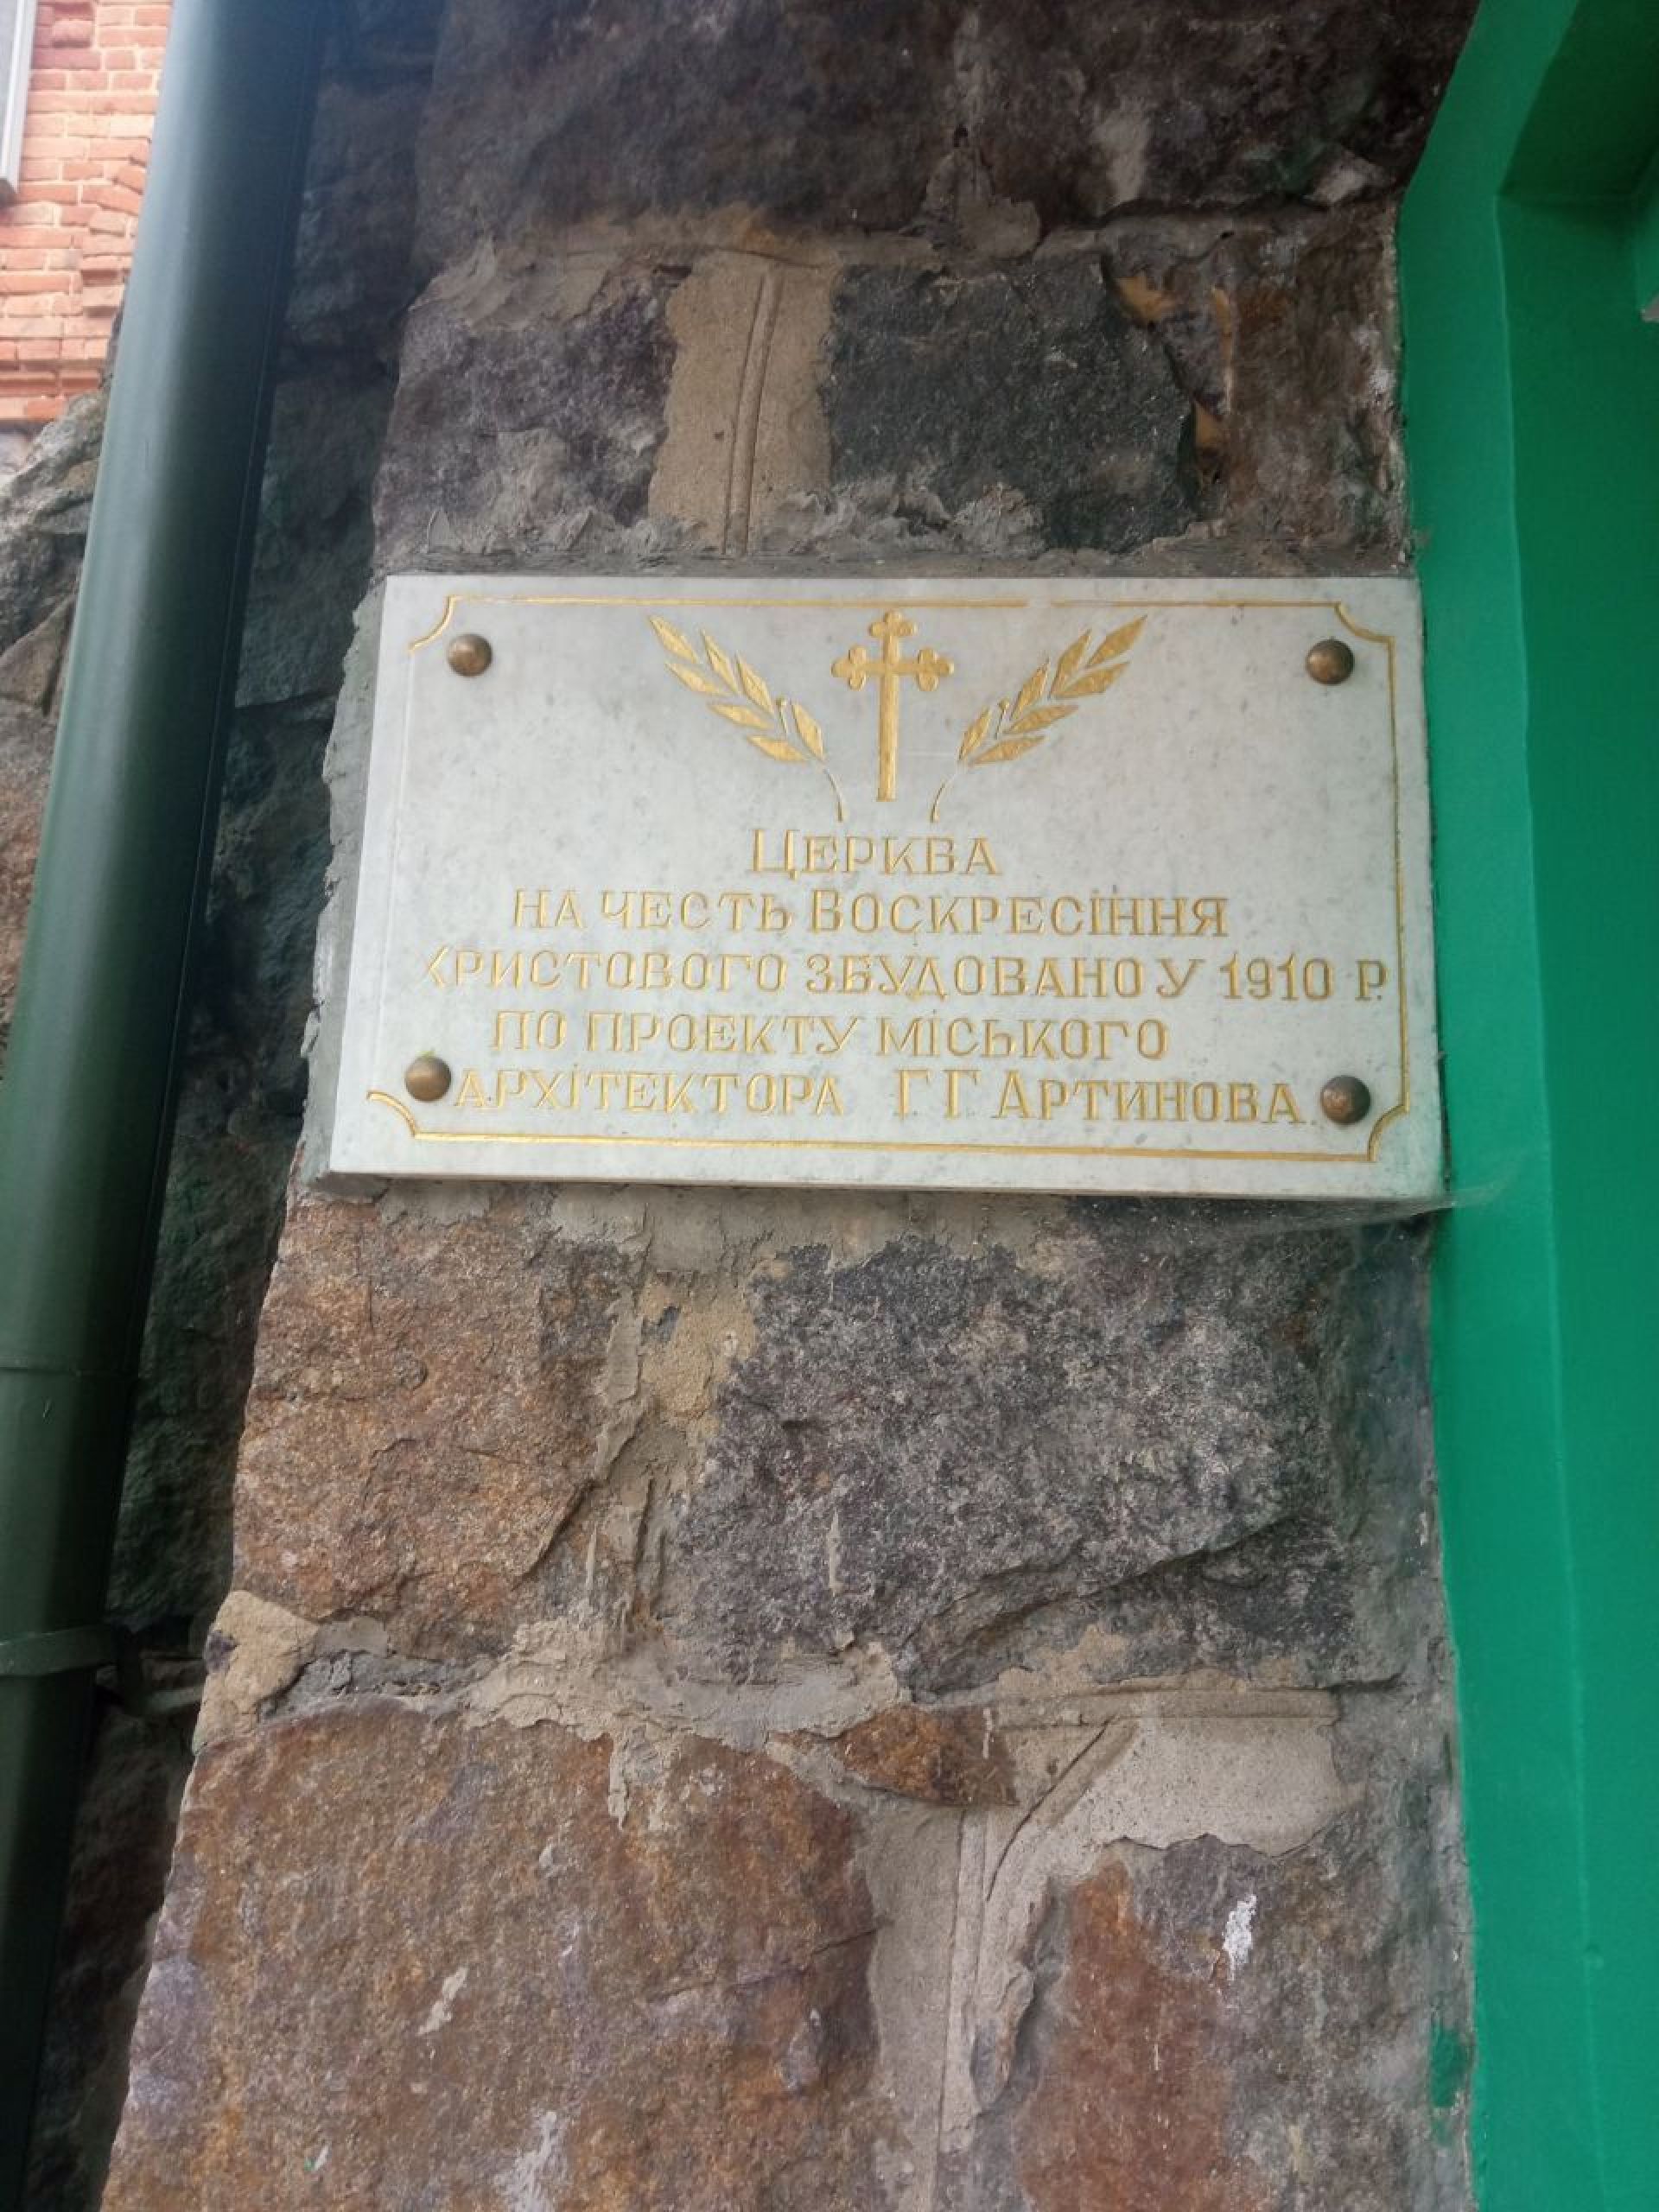 Церква
на честь Воскресіння
Христового збудовано у 1910 р.
по проекту міського
архітектора Г.Г Артинова.